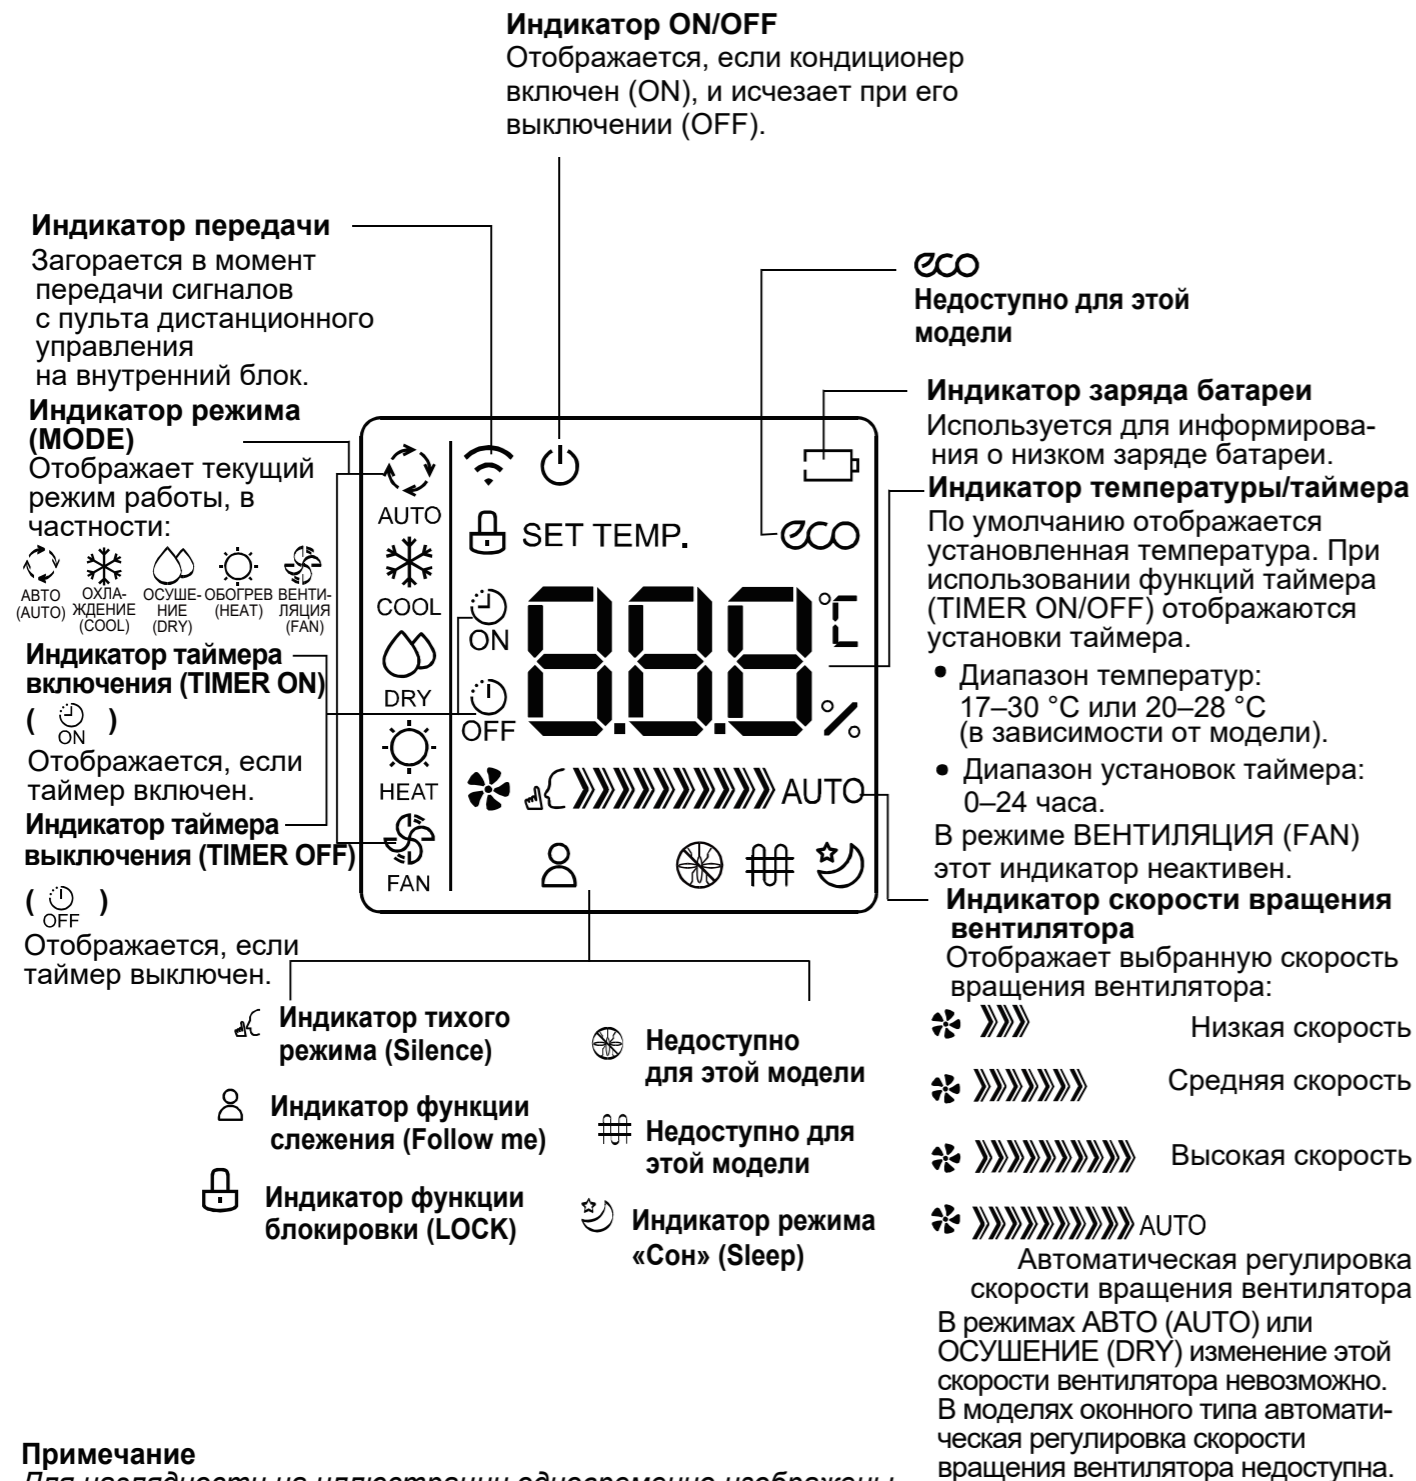 Индикатор ON/OFF
Отображается, если кондиционер
включен (ON), и исчезает при его
выключении (OFF).
Индикатор передачи
Загорается в момент
передачи сигналов
с пульта дистанционного
управления
на внутренний блок.
Индикатор режима
(MODE)
Отображает текущий
режим работы, в
частности:
АВТО
(AUTO)
ОХЛА-
ЖДЕНИЕ
(COOL)
ОСУШЕ-
НИЕ
(DRY)
ОБОГРЕВ
(HEAT)
ВЕНТИ-
ЛЯЦИЯ
(FAN)
Индикатор таймера
включения (TIMER ON)
( ON )
Отображается, если
таймер включен.
Индикатор таймера
выключения (TIMER OFF)
( OFF )
Отображается, если
таймер выключен.
AUTO
COOL
DRY
HEAT
FAN
SET TEMP.
eco
ON
OFF
8.8.8
°C
%
AUTO
eco
Недоступно для этой
модели
Индикатор заряда батареи
Используется для информирова-
ния о низком заряде батареи.
Индикатор температуры/таймера
По умолчанию отображается
установленная температура. При
использовании функций таймера
(TIMER ON/OFF) отображаются
установки таймера.
• Диапазон температур:
17–30 °C или 20–28 °C
(в зависимости от модели).
• Диапазон установок таймера:
0–24 часа.
В режиме ВЕНТИЛЯЦИЯ (FAN)
этот индикатор неактивен.
Индикатор скорости вращения
вентилятора
Отображает выбранную скорость
вращения вентилятора:
Низкая скорость
Средняя скорость
Высокая скорость
AUTO
Автоматическая регулировка
скорости вращения вентилятора
В режимах АВТО (AUTO) или
ОСУШЕНИЕ (DRY) изменение этой
скорости вентилятора невозможно.
В моделях оконного типа автомати-
ческая регулировка скорости
вращения вентилятора недоступна.
Индикатор тихого
режима (Silence)
Индикатор функции
слежения (Follow me)
Индикатор функции
блокировки (LOCK)
Недоступно
для этой модели
Недоступно для
этой модели
Индикатор режима
«Сон» (Sleep)
Примечание
Для наглядности на иллюстрации одновременно изображены